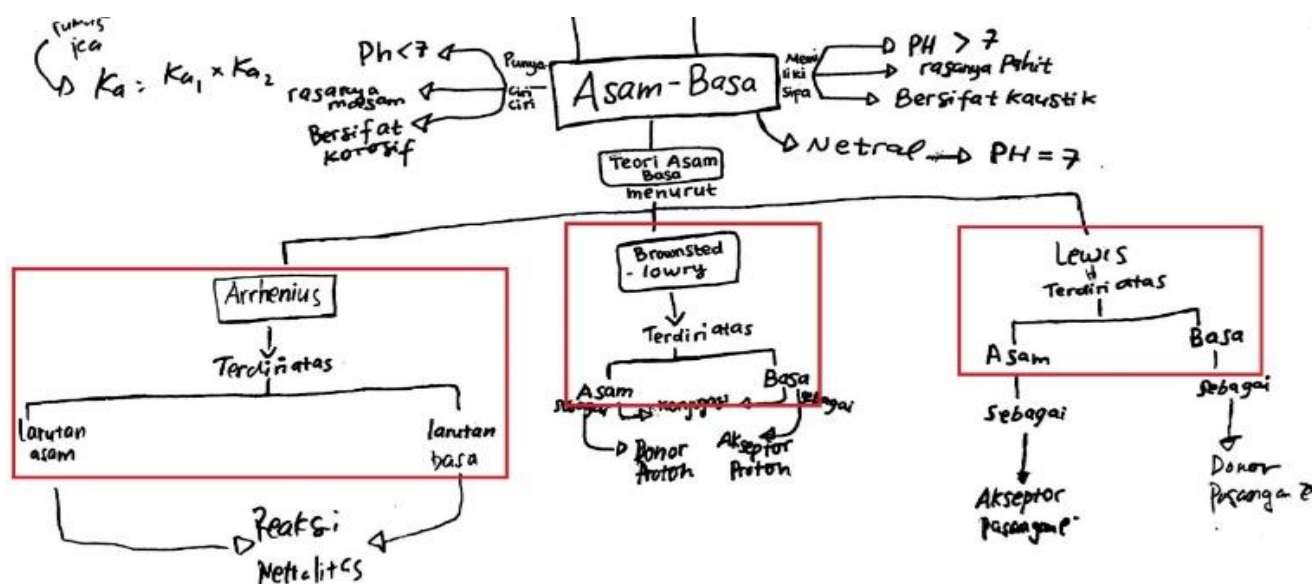 rumus
Ka = Ka1 × Ka2
Ph < 7
rasanya masam
Bersifat
korosif
Punya
ciri
ciri
Asam-Basa
Memi
liki
Sifa
PH > 7
rasanya Pahit
Bersifat Kaustik
Netral → PH = 7
Teori Asam
Basa
menurut
Arrhenius
Terdiri atas
larutan
asam
larutan
basa
Reaksi
Brownsted
- lowry
Terdiri atas
Asam
Basa
sebagai
Konjugasi
sebagai
Donor
Proton
Akseptor
Proton
Lewis
Terdiri atas
Asam
Basa
Sebagai
Sebagai
Akseptor
Donor
Pasangan e